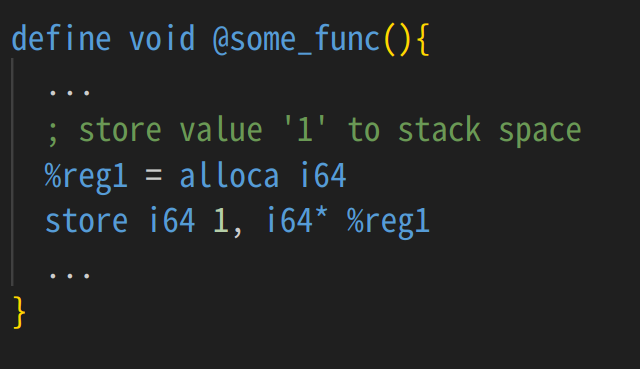 define void @some_func(){
...
; store value '1' to stack space
%reg1 = alloca i64
store i64 1, i64* %reg1
...
}